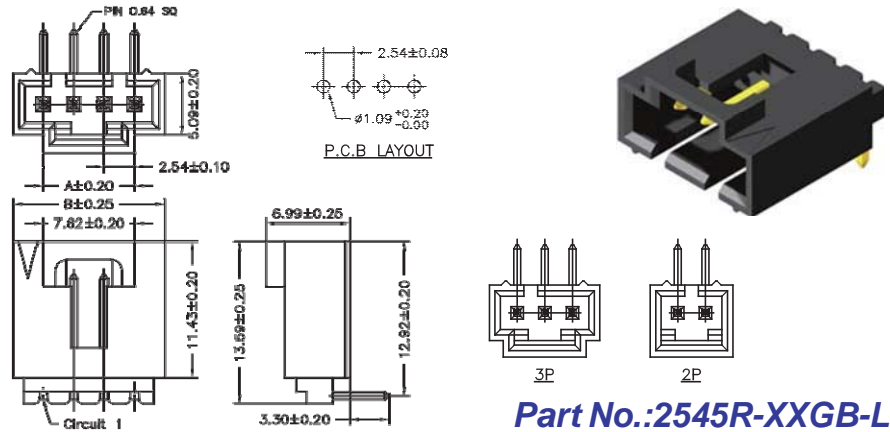 PIN 0.64 SQ
5.09±0.20
2.54±0.10
A±0.20
B±0.25
7.62±0.20
2.54±0.08
ø1.09 +0.20 -0.00
P.C.B LAYOUT
6.99±0.25
11.43±0.20
13.69±0.25
12.92±0.20
3.30±0.20
Circuit 1
3P
2P
Part No.:2545R-XXGB-L